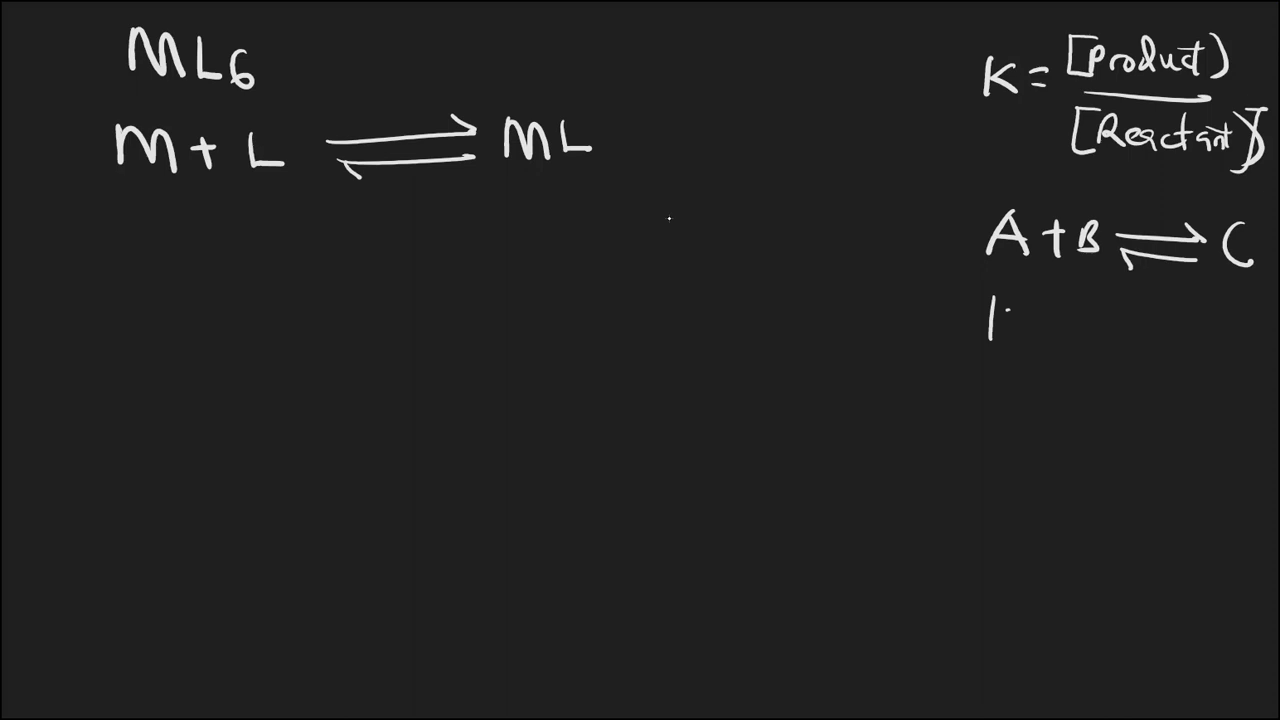 ML6
M + L ⇌ ML
K = [Product)
[Reactant)]
A + B ⇌ C